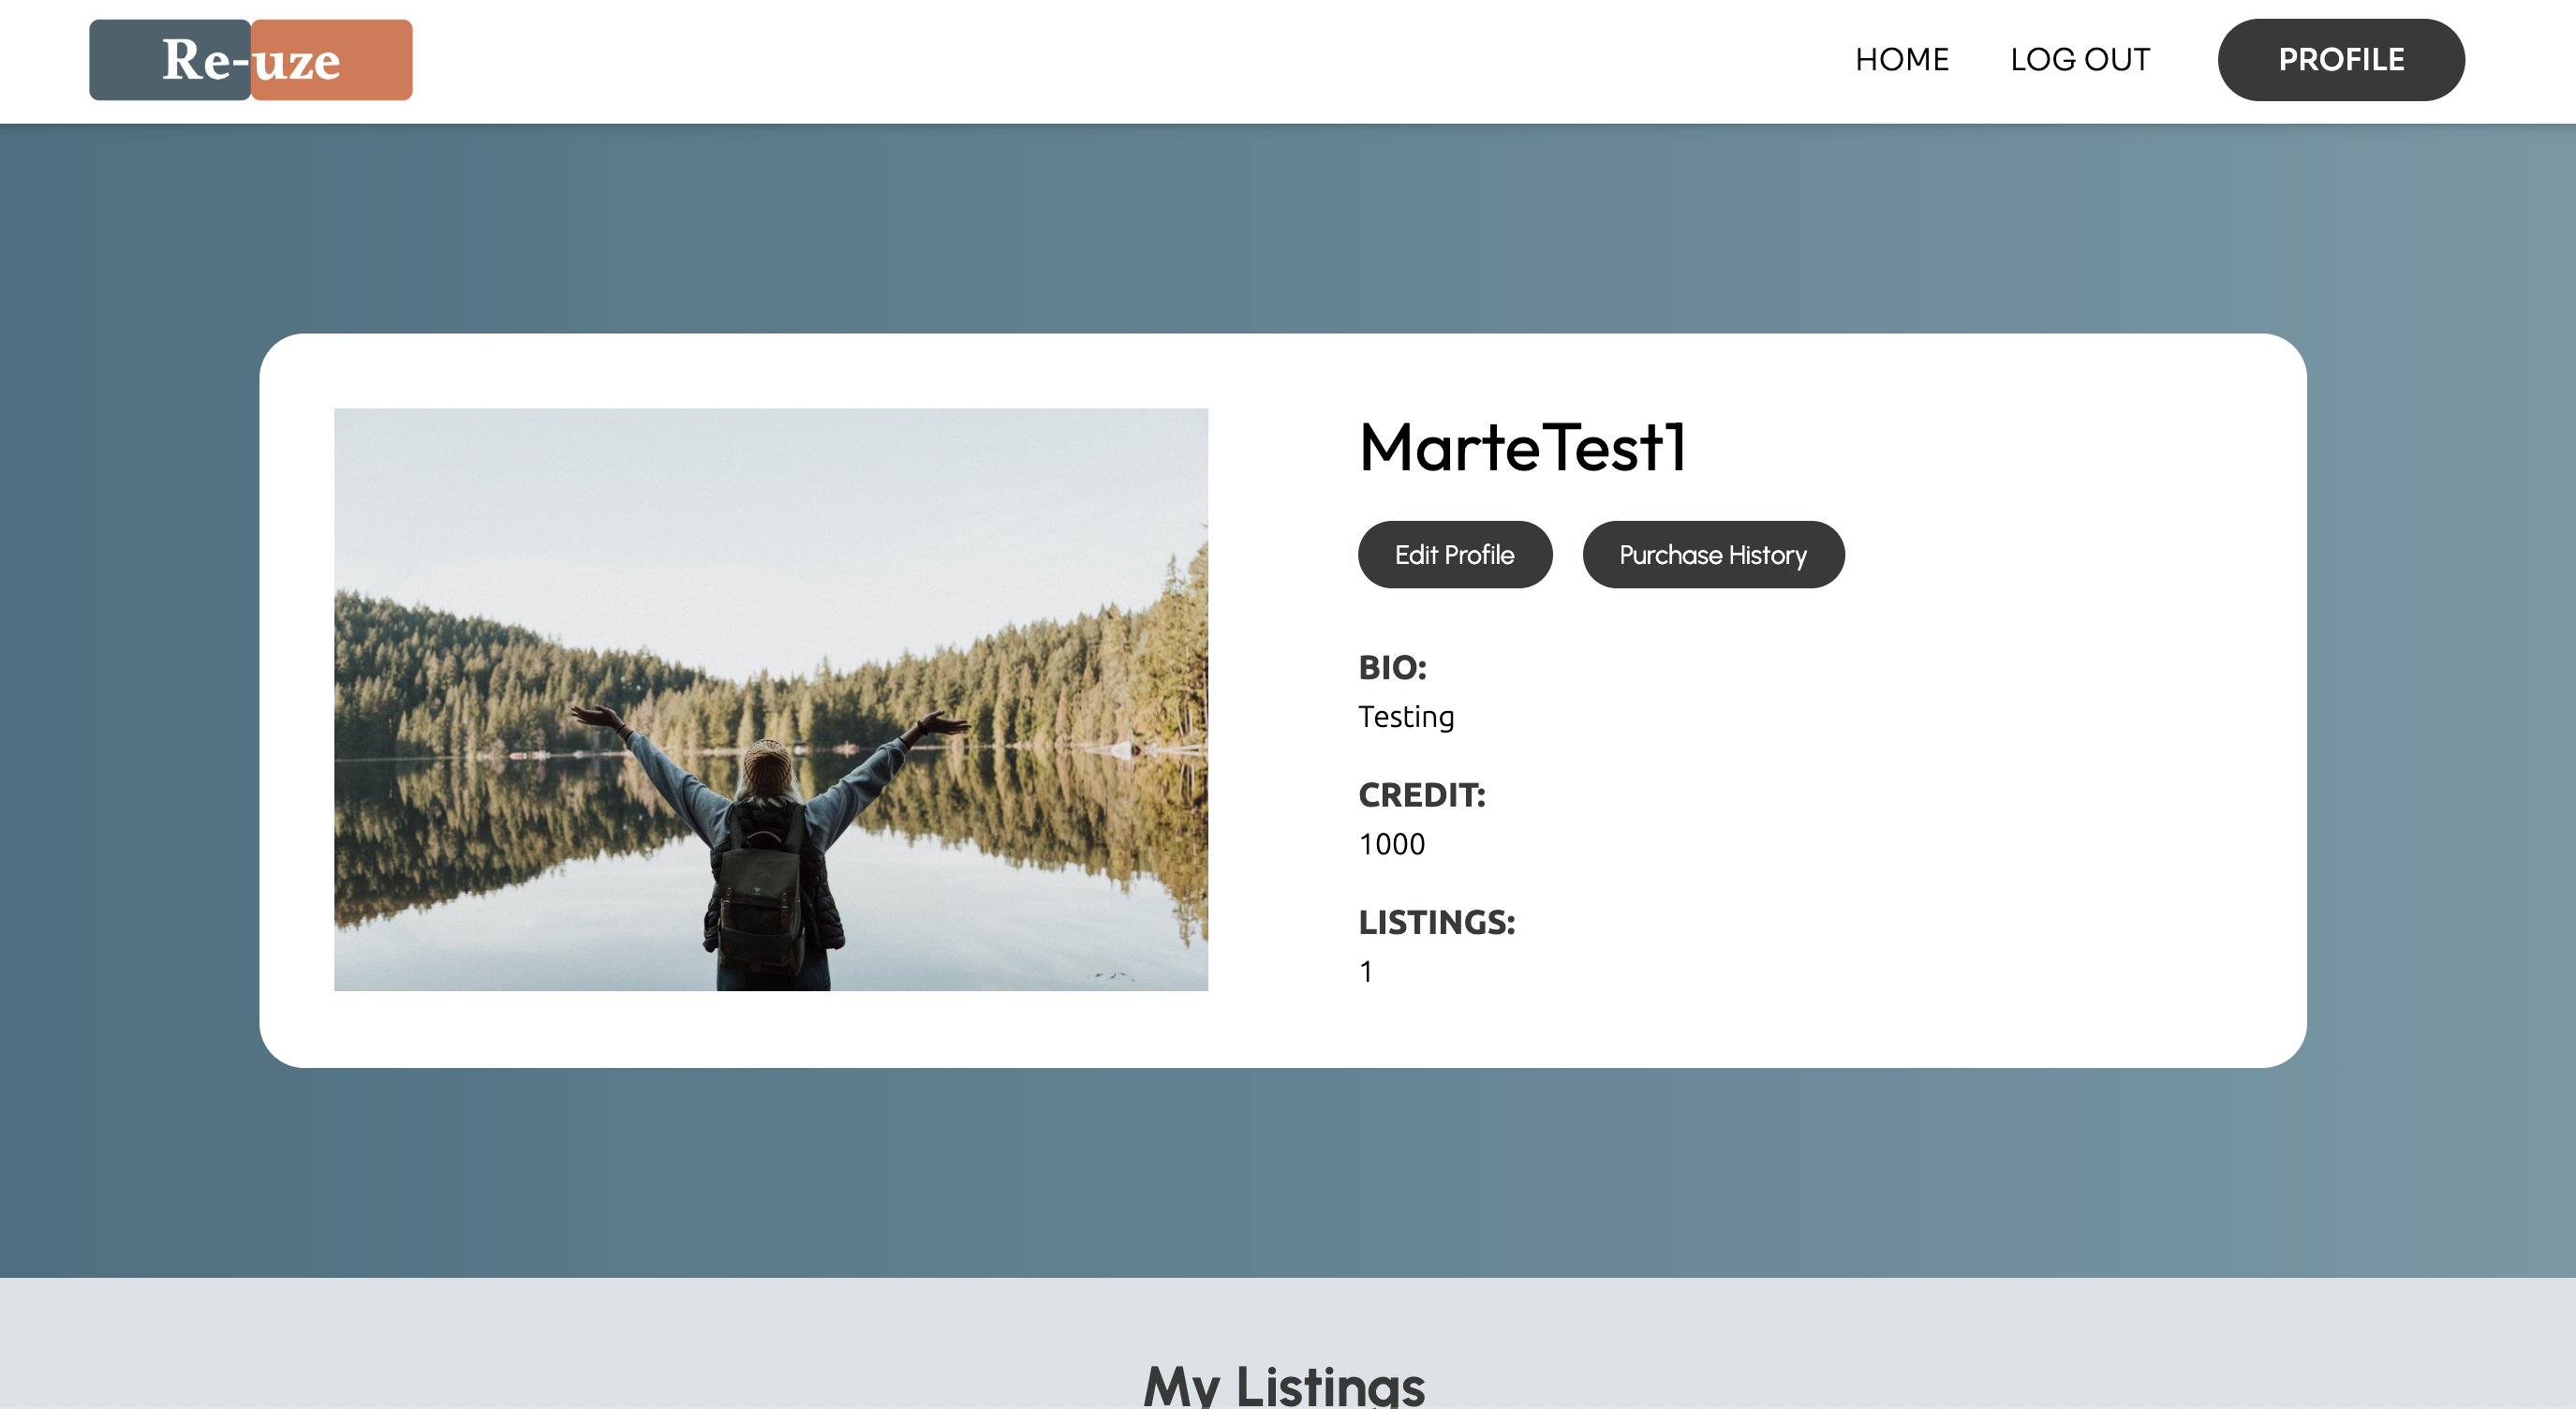 Re-uze
HOME LOG OUT PROFILE
MarteTest1
Edit Profile Purchase History
BIO:
Testing
CREDIT:
1000
LISTINGS:
1
My Listings